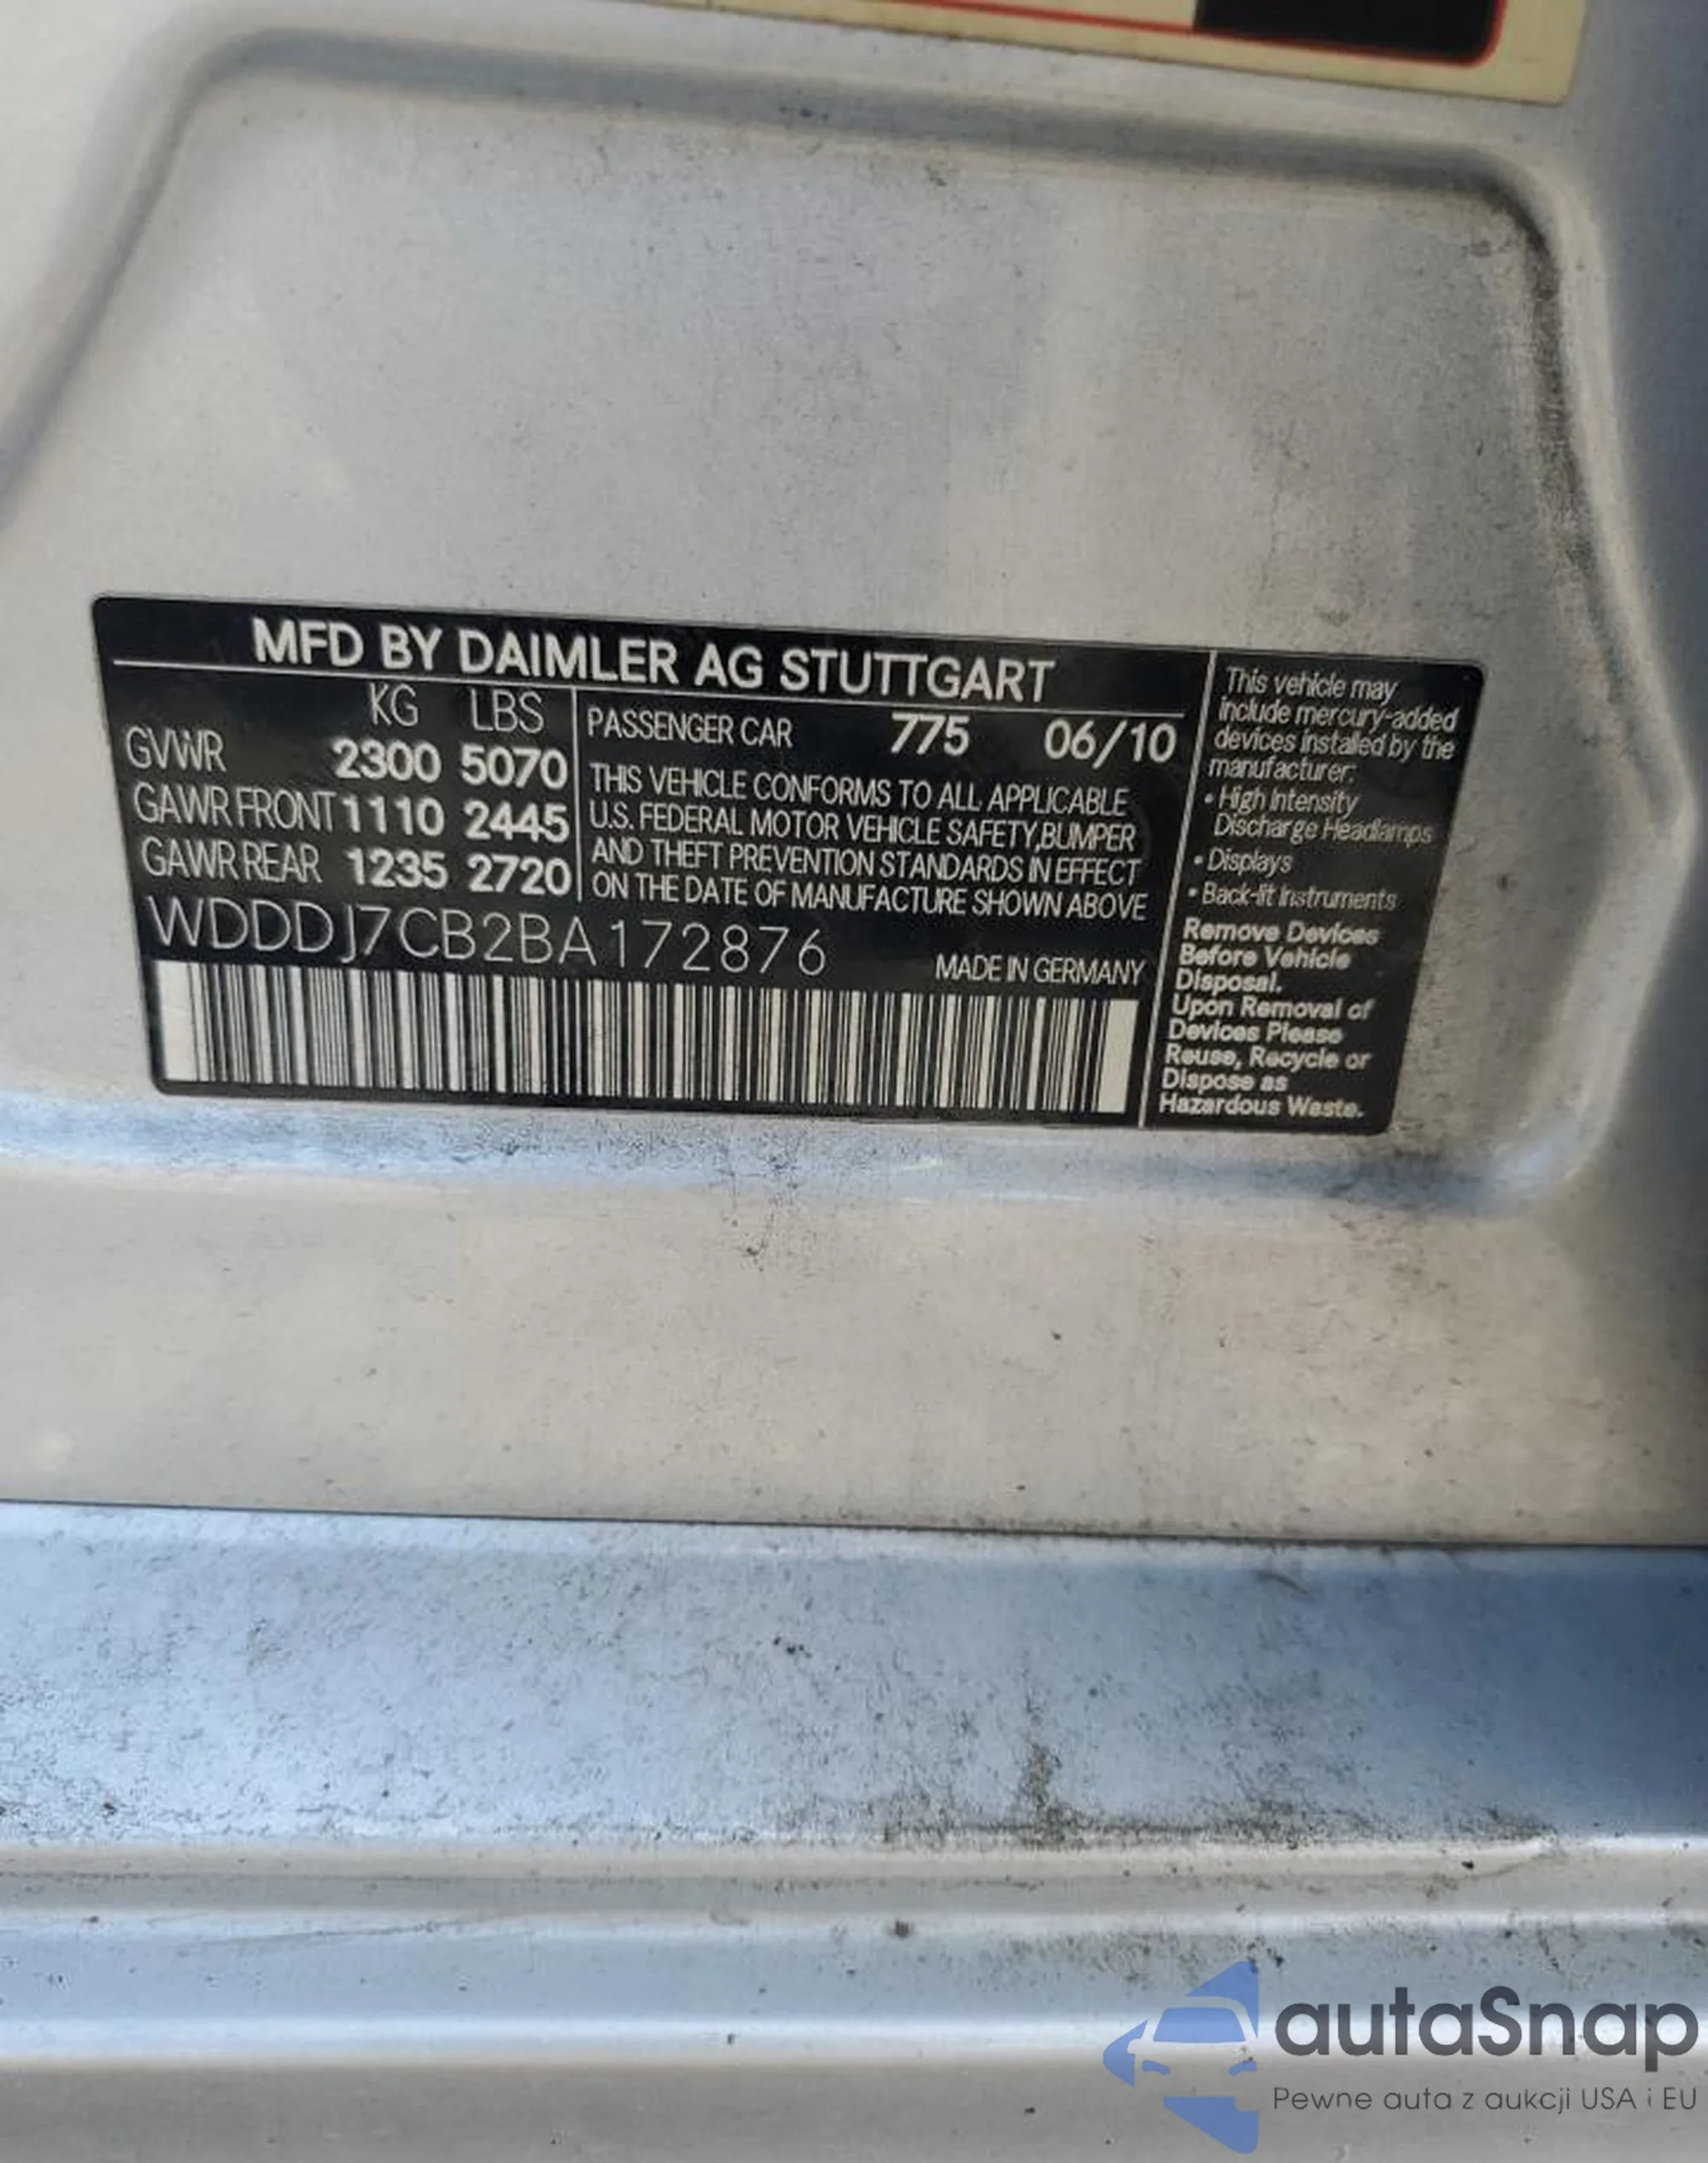 MFD BY DAIMLER AG STUTTGART
KG LBS
GVWR 2300 5070
GAWR FRONT 1110 2445
GAWR REAR 1235 2720
PASSENGER CAR 775 06/10
THIS VEHICLE CONFORMS TO ALL APPLICABLE
U.S. FEDERAL MOTOR VEHICLE SAFETY,BUMPER
AND THEFT PREVENTION STANDARDS IN EFFECT
ON THE DATE OF MANUFACTURE SHOWN ABOVE
WDDDJ7CB2BA172876
MADE IN GERMANY
This vehicle may
include mercury-added
devices installed by the
manufacturer:
• High Intensity
Discharge Headlamps
• Displays
• Back-lit Instruments
Remove Devices
Before Vehicle
Disposal.
Upon Removal of
Devices Please
Reuse, Recycle or
Dispose as
Hazardous Waste.
autaSnap
Pewne auta z aukcji USA i EU